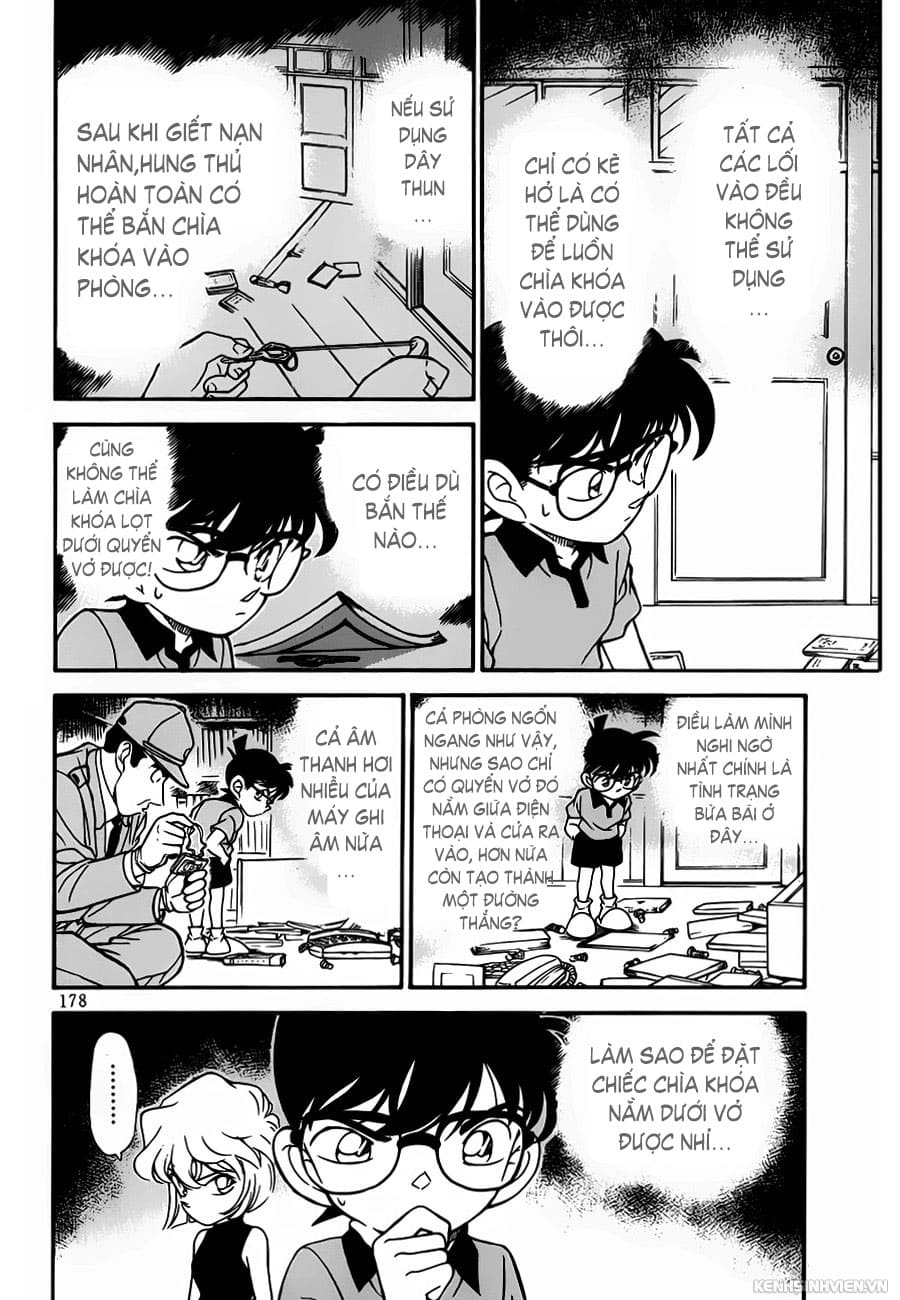 TẤT CẢ
CÁC LỐI
VÀO ĐỀU
KHÔNG
THỂ SỬ
DỤNG
...
CHỈ CÓ KẼ
HỞ LÀ CÓ
THỂ DÙNG
ĐỂ LUỒN
CHÌA KHÓA
VÀO ĐƯỢC
THÔI...
NẾU SỬ
DỤNG
DÂY
THUN
...
SAU KHI GIẾT NẠN
NHÂN,HUNG THỦ
HOÀN TOÀN CÓ
THỂ BẮN CHÌA
KHÓA VÀO
PHÒNG...
CÓ ĐIỀU DÙ
BẮN THẾ
NÀO...
CŨNG
KHÔNG THỂ
LÀM CHÌA
KHÓA LỌT
DƯỚI QUYỂN
VỞ ĐƯỢC!
ĐIỀU LÀM MÌNH
NGHI NGỜ
NHẤT CHÍNH LÀ
TÌNH TRẠNG
BỪA BÃI Ở
ĐÂY...
CẢ PHÒNG NGỔN
NGANG NHƯ VẬY,
NHƯNG SAO CHỈ
CÓ QUYỂN VỞ ĐÓ
NẰM GIỮA ĐIỆN
THOẠI VÀ CỬA RA
VÀO, HƠN NỮA
CÒN TẠO THÀNH
MỘT ĐƯỜNG
THẲNG?
CẢ ÂM
THANH HƠI
NHIỄU CỦA
MÁY GHI
ÂM NỮA
...
178
LÀM SAO ĐỂ ĐẶT
CHIẾC CHÌA KHÓA
NẰM DƯỚI VỞ
ĐƯỢC NHỈ...
........
KENHSINHVIEN.VN